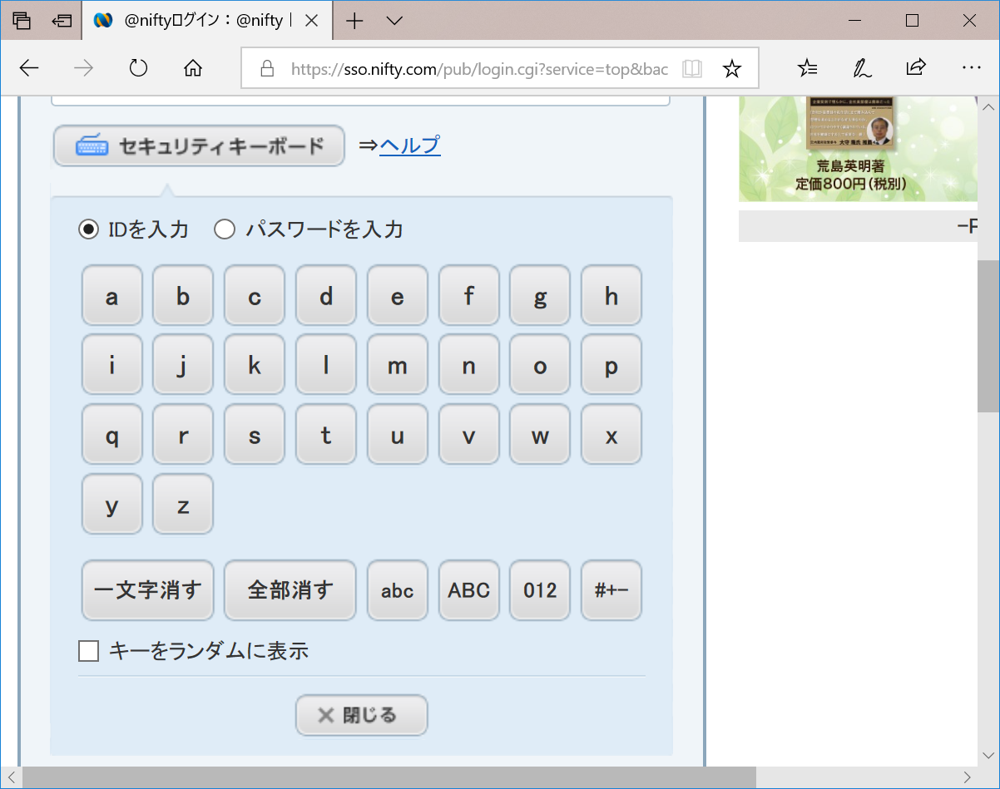 @niftyログイン：@nifty |
https://sso.nifty.com/pub/login.cgi?service=top&bac
セキュリティキーボード ⇒ヘルプ
IDを入力 パスワードを入力
a b c d e f g h
i j k l m n o p
q r s t u v w x
y z
一文字消す 全部消す abc ABC 012 #+−
キーをランダムに表示
× 閉じる
荒島英明著
定価800円(税別)